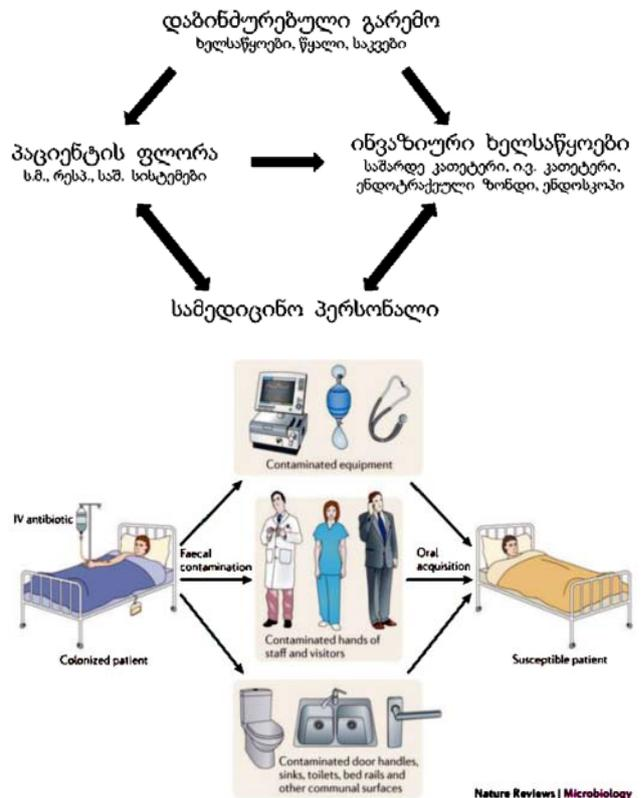 დაბინძურებული გარემო
ხელსაწყოები, წყალი, საკვები
პაციენტის ფლორა
ს.მ., რესპ., საშ. სისტემები
ინვაზიური ხელსაწყოები
საშარდე კათეტერი, ი.ვ. კათეტერი,
ენდოტრაქეული ზონდი, ენდოსკოპი
სამედიცინო პერსონალი
Contaminated equipment
IV antibiotic
Faecal
contamination
Oral
acquisition
Contaminated hands of
staff and visitors
Colonized patient
Susceptible patient
Contaminated door handles,
sinks, toilets, bed rails and
other communal surfaces
Nature Reviews | Microbiology